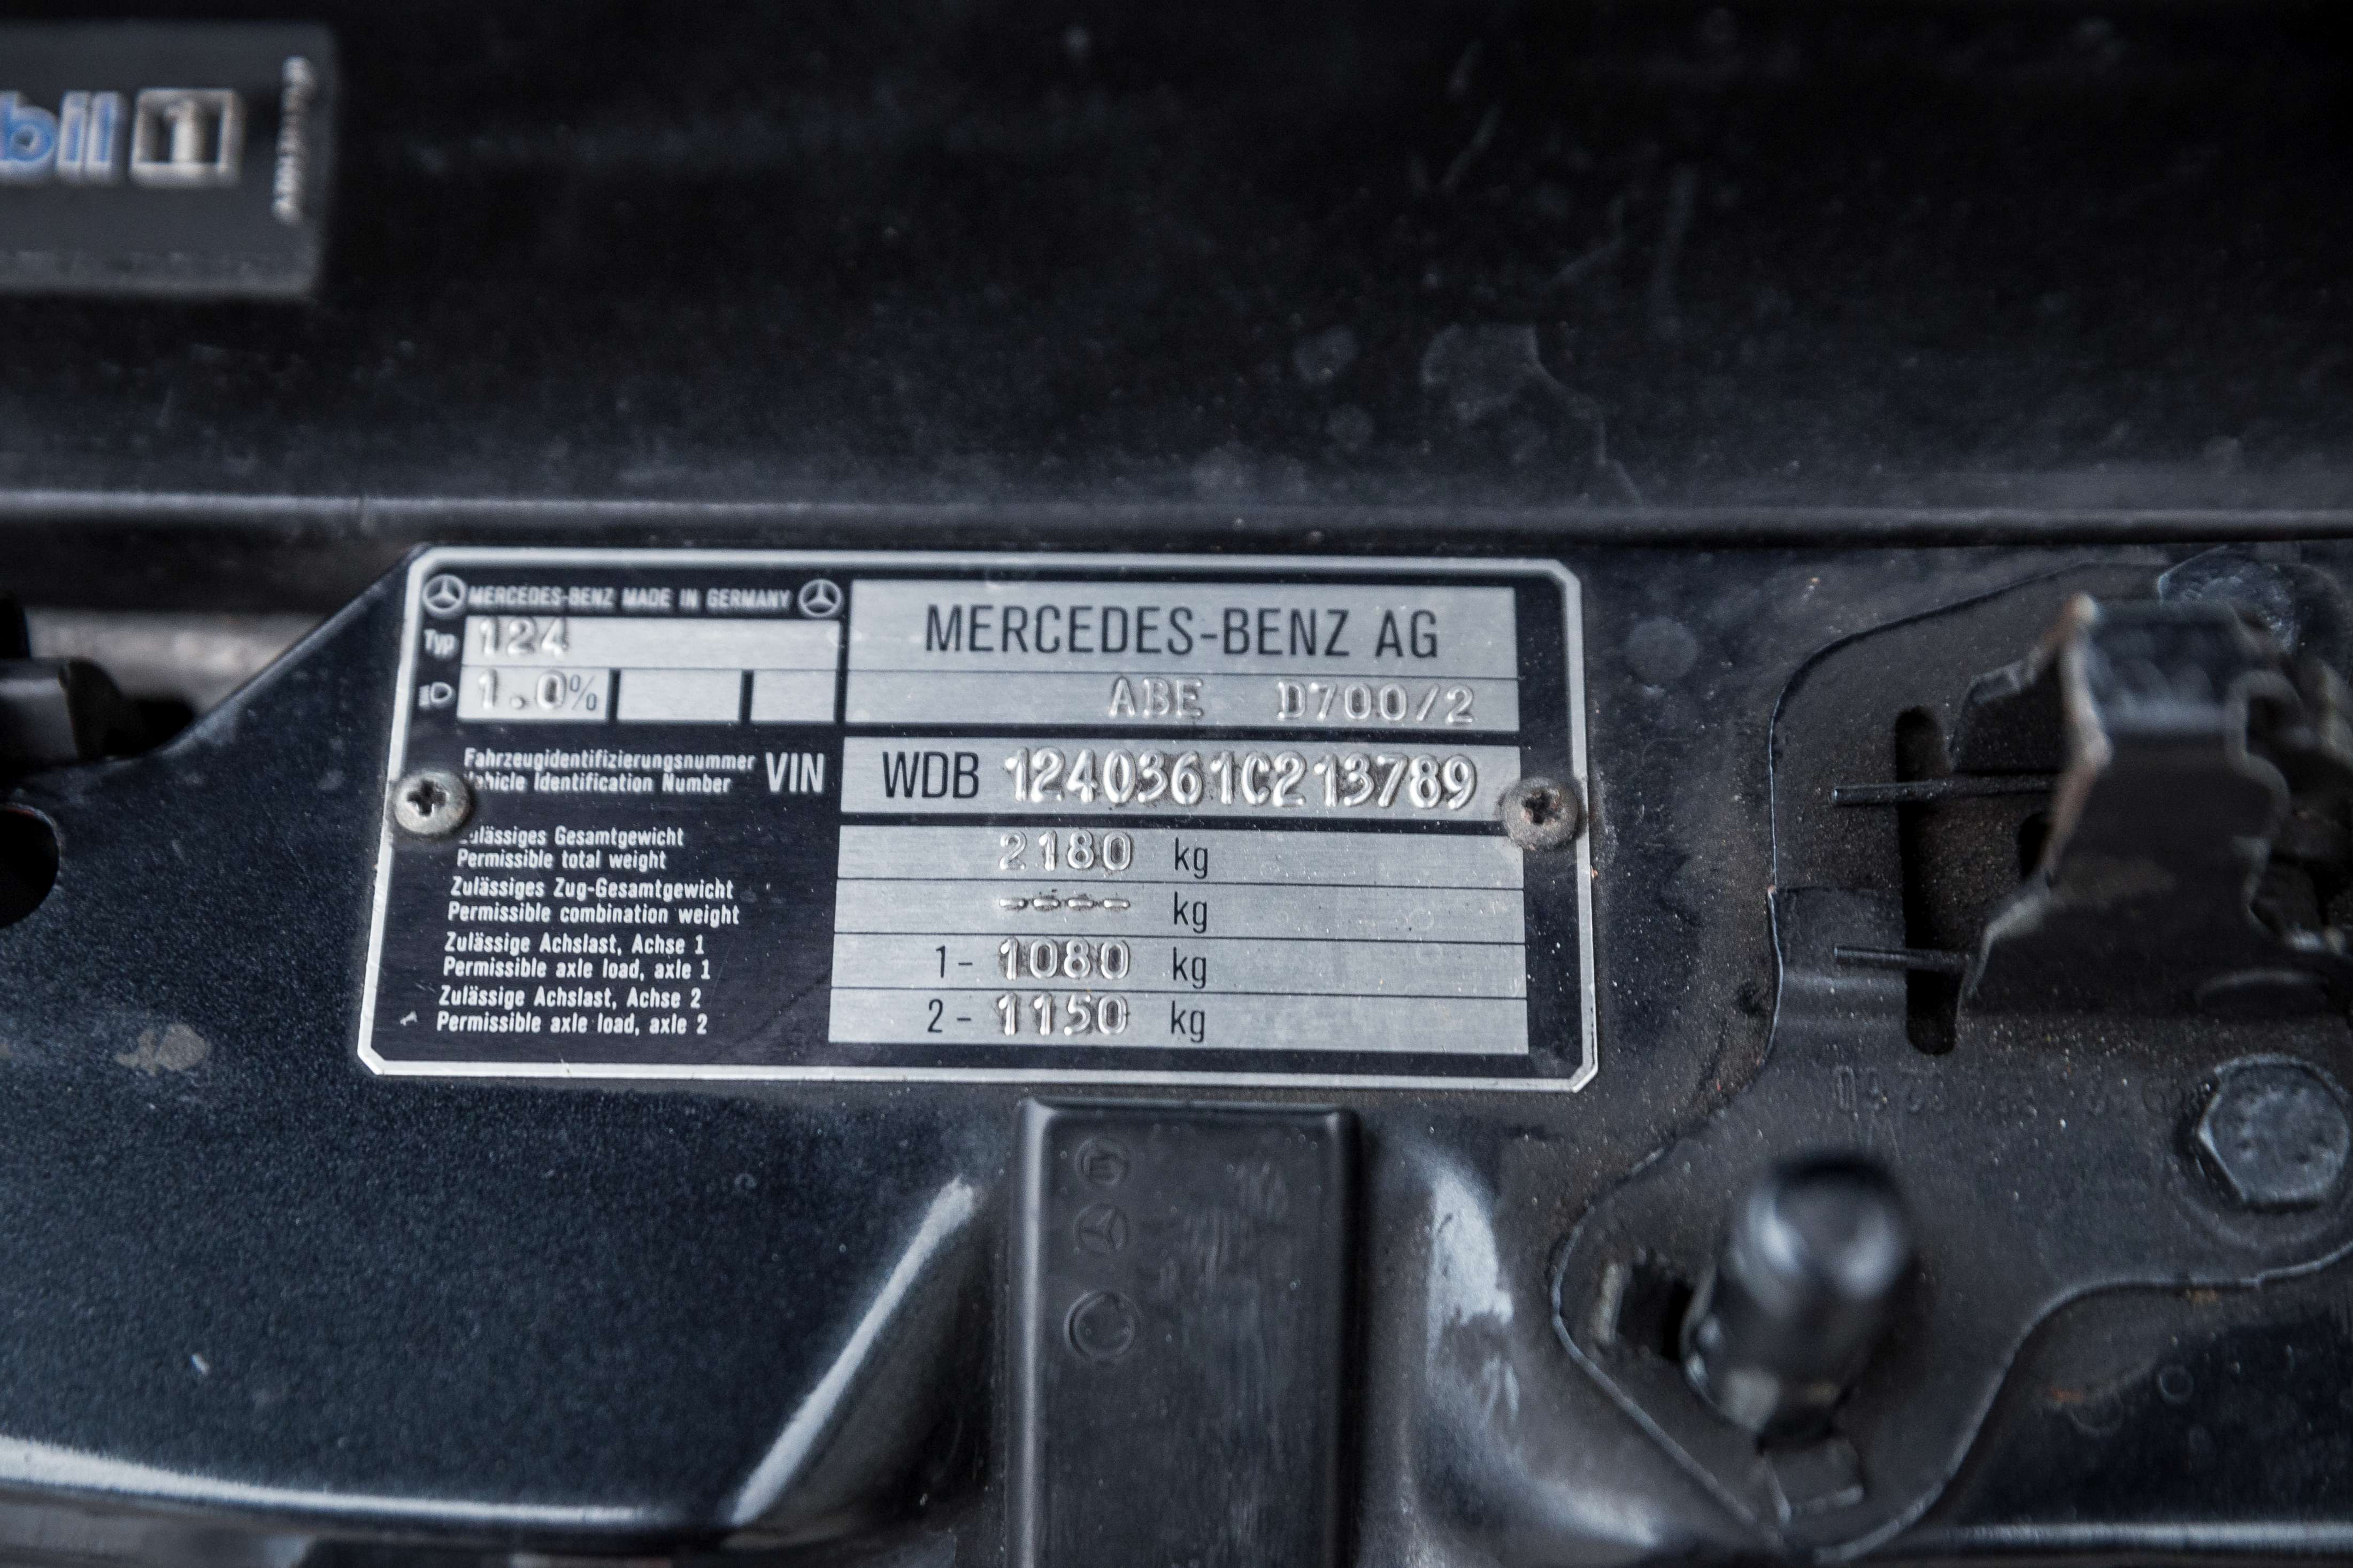 bil 1
MERCEDES-BENZ MADE IN GERMANY
Typ 124
1.0%
MERCEDES-BENZ AG
ABE D700/2
Fahrzeugidentifizierungsnummer
Vehicle Identification Number
VIN
WDB 1240361C213789
Zulässiges Gesamtgewicht
Permissible total weight
2180 kg
Zulässiges Zug-Gesamtgewicht
Permissible combination weight
---- kg
Zulässige Achslast, Achse 1
Permissible axle load, axle 1
1- 1080 kg
Zulässige Achslast, Achse 2
Permissible axle load, axle 2
2- 1150 kg